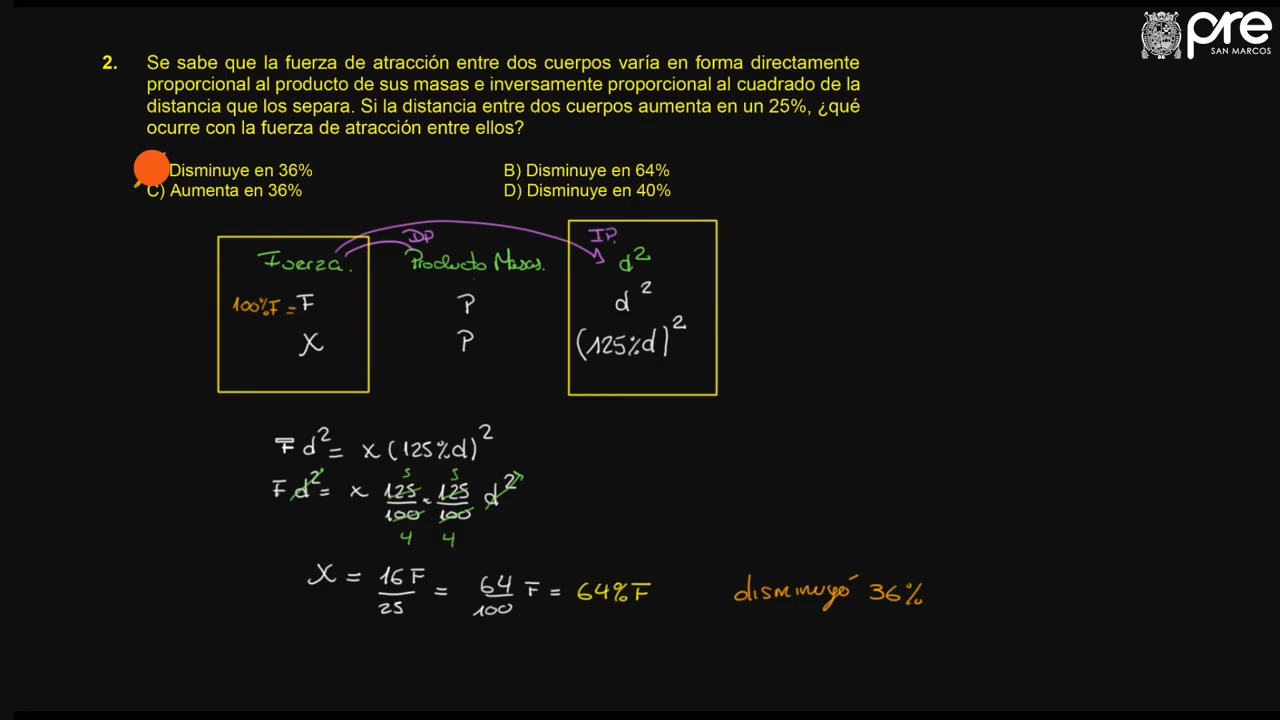 pre
SAN MARCOS
2. Se sabe que la fuerza de atracción entre dos cuerpos varía en forma directamente
proporcional al producto de sus masas e inversamente proporcional al cuadrado de la
distancia que los separa. Si la distancia entre dos cuerpos aumenta en un 25%, ¿qué
ocurre con la fuerza de atracción entre ellos?
Disminuye en 36% B) Disminuye en 64%
C) Aumenta en 36% D) Disminuye en 40%
DP I.P.
Fuerza. Producto Masas. d²
100%F = F P d²
X P (125%d)²
F d² = x (125%d)²
5 5
F d² = x 125/100 × 125/100 d²
4 4
X = 16F/25 = 64/100 F = 64%F disminuyó 36%